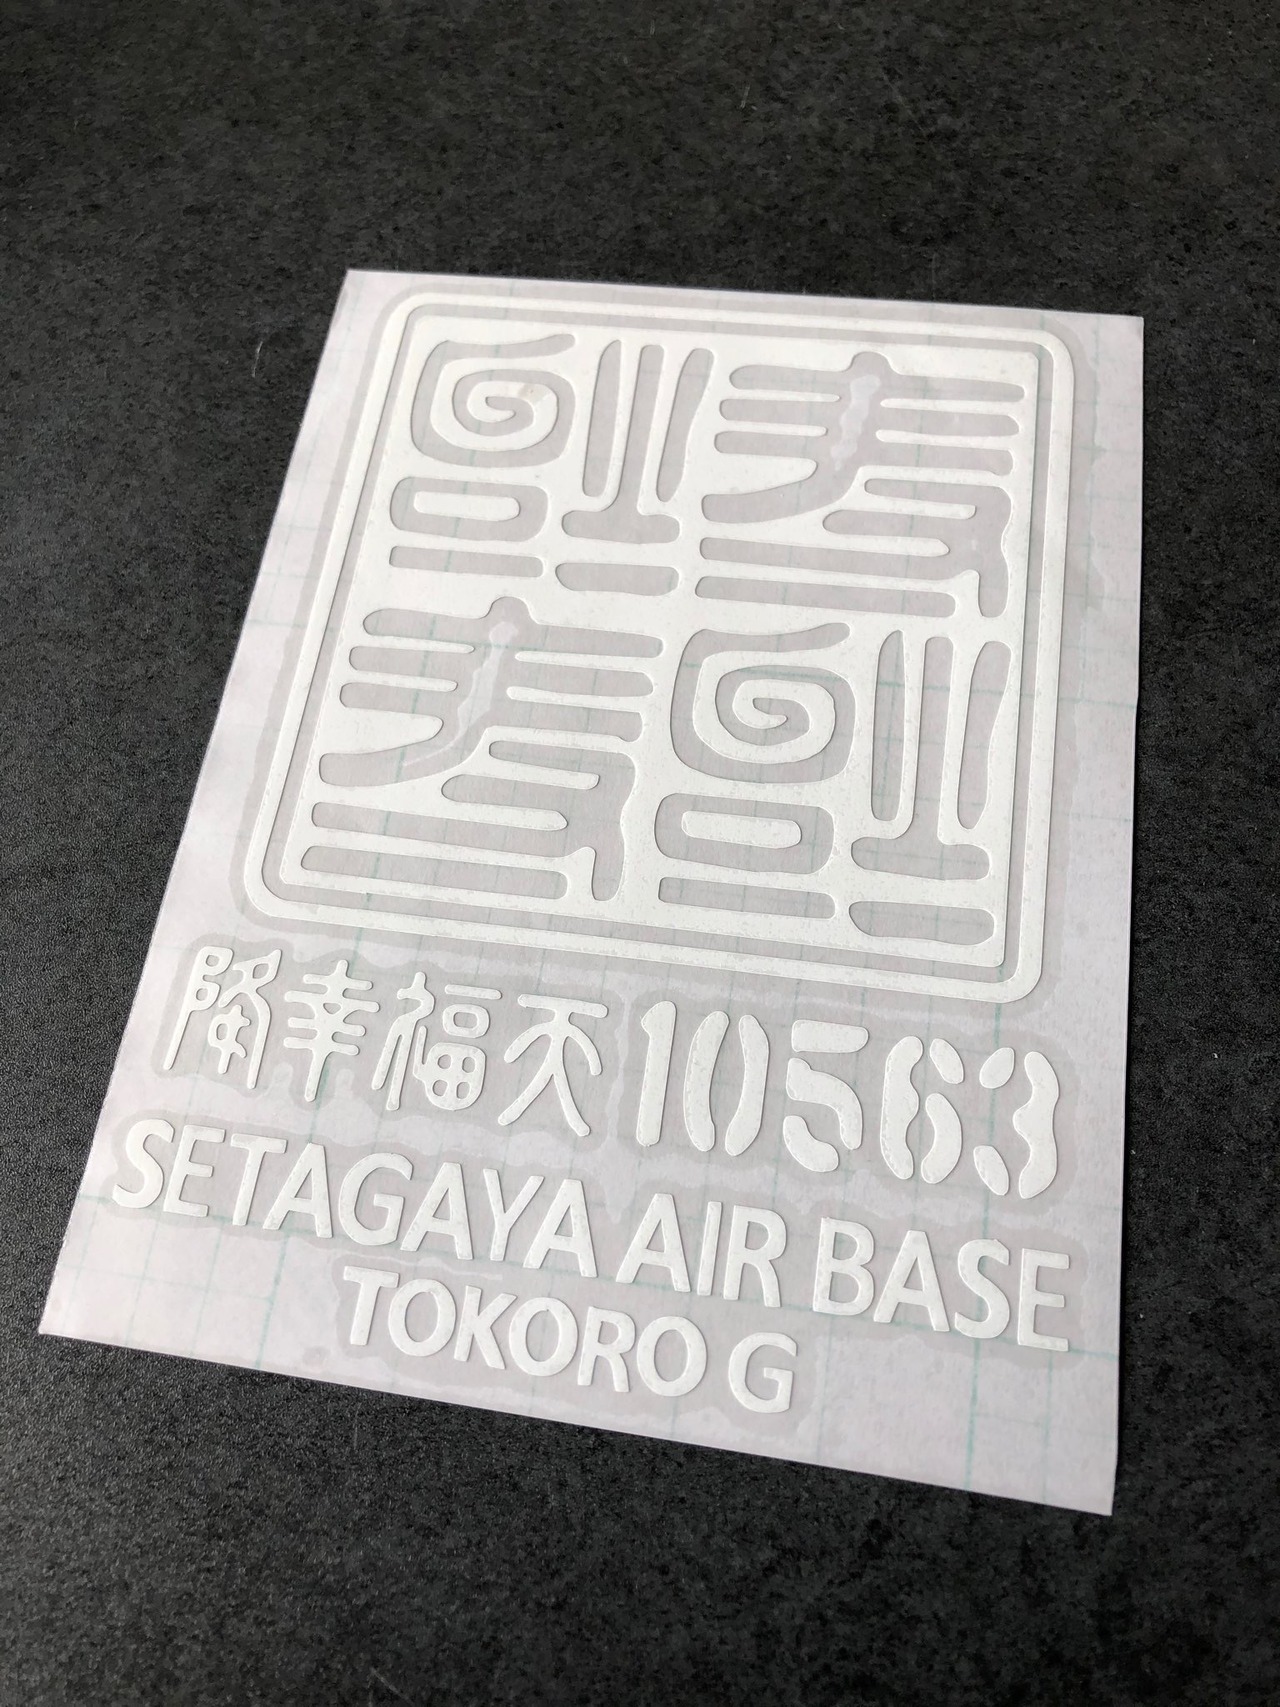 降幸福天10563
SETAGAYA AIR BASE
TOKORO G